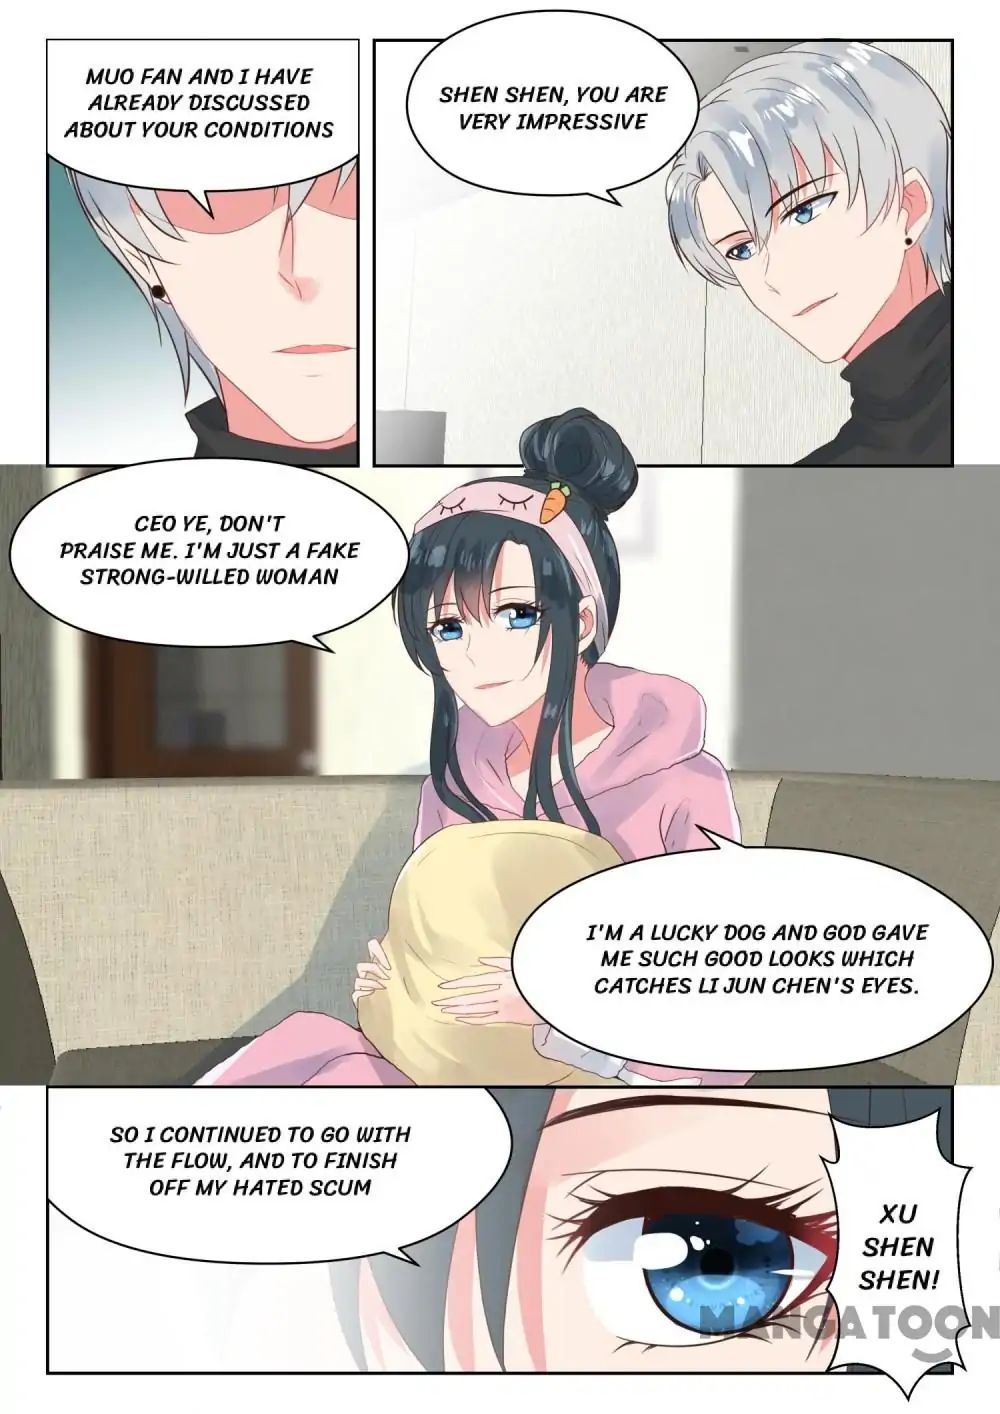 MUO FAN AND I HAVE
ALREADY DISCUSSED
ABOUT YOUR CONDITIONS
SHEN SHEN, YOU ARE
VERY IMPRESSIVE
CEO YE, DON'T
PRAISE ME. I'M JUST A FAKE
STRONG-WILLED WOMAN
I'M A LUCKY DOG AND GOD GAVE
ME SUCH GOOD LOOKS WHICH
CATCHES LI JUN CHEN'S EYES.
SO I CONTINUED TO GO WITH
THE FLOW, AND TO FINISH
OFF MY HATED SCUM
XU
SHEN
SHEN!
MANGATOON